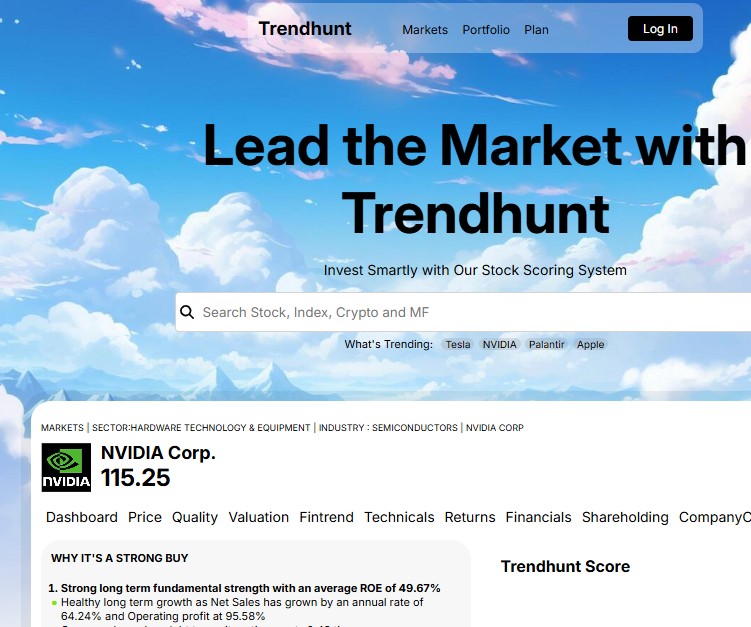 Trendhunt
Markets Portfolio Plan
Log In
Lead the Market with
Trendhunt
Invest Smartly with Our Stock Scoring System
Search Stock, Index, Crypto and MF
What's Trending: Tesla NVIDIA Palantir Apple
MARKETS | SECTOR:HARDWARE TECHNOLOGY & EQUIPMENT | INDUSTRY : SEMICONDUCTORS | NVIDIA CORP
NVIDIA
NVIDIA Corp.
115.25
Dashboard Price Quality Valuation Fintrend Technicals Returns Financials Shareholding CompanyC
WHY IT'S A STRONG BUY
1. Strong long term fundamental strength with an average ROE of 49.67%
Healthy long term growth as Net Sales has grown by an annual rate of
64.24% and Operating profit at 95.58%
Trendhunt Score